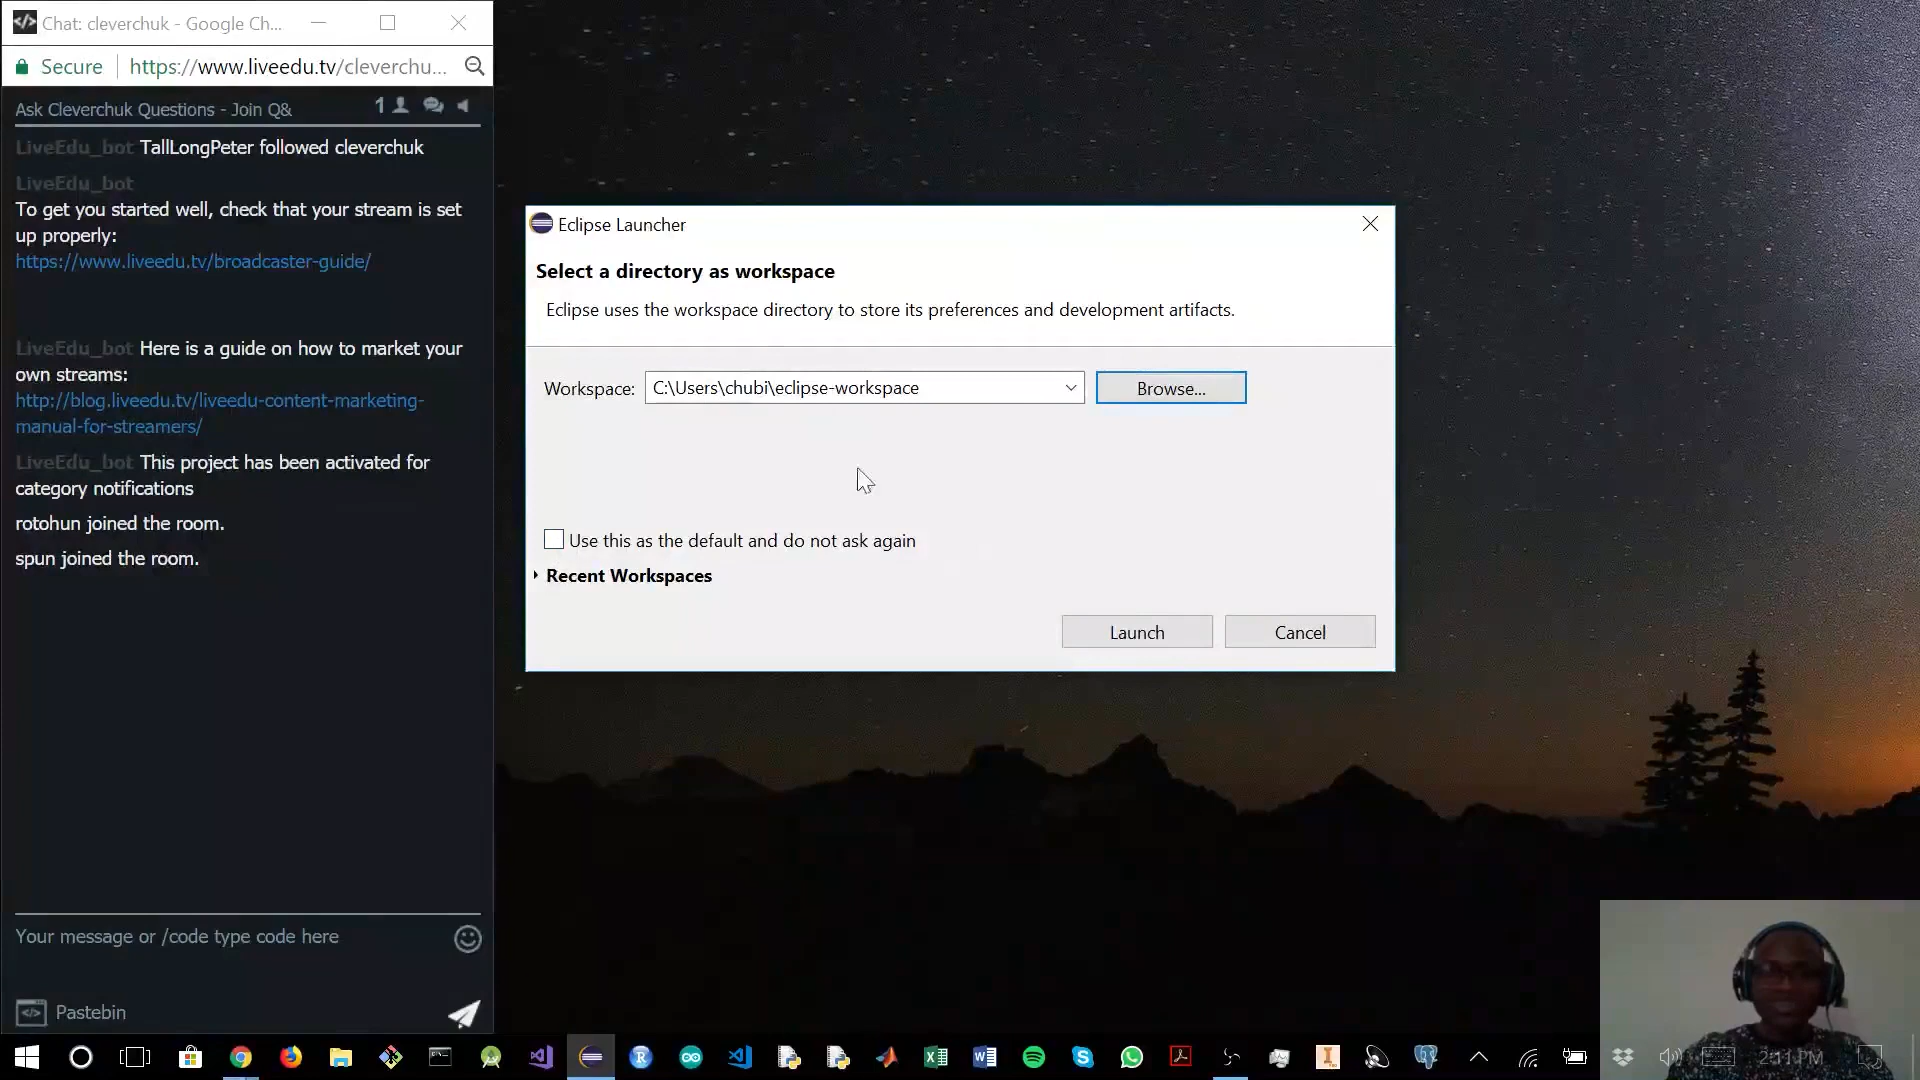 Chat: cleverchuk - Google Ch...
Secure
https://www.liveedu.tv/cleverchu...
Ask Cleverchuk Questions - Join Q&
1
LiveEdu_bot TallLongPeter followed cleverchuk
LiveEdu_bot
To get you started well, check that your stream is set
up properly:
https://www.liveedu.tv/broadcaster-guide/
LiveEdu_bot Here is a guide on how to market your
own streams:
http://blog.liveedu.tv/liveedu-content-marketing-
manual-for-streamers/
LiveEdu_bot This project has been activated for
category notifications
rotohun joined the room.
spun joined the room.
Your message or /code type code here
Pastebin
Eclipse Launcher
Select a directory as workspace
Eclipse uses the workspace directory to store its preferences and development artifacts.
Workspace:
C:\Users\chubi\eclipse-workspace
Browse...
Use this as the default and do not ask again
Recent Workspaces
Launch
Cancel
2:11 PM